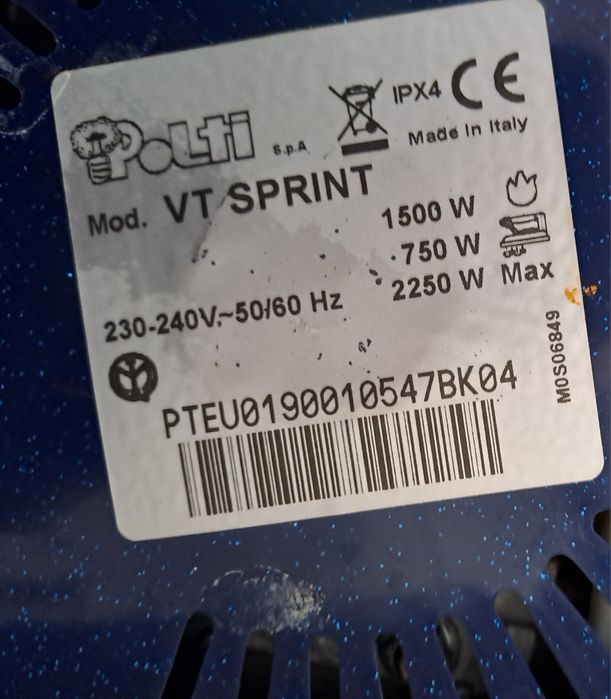 Polti S.p.A
IPX4 CE
Made In Italy
Mod. VT SPRINT
1500 W
750 W
2250 W Max
230-240V~50/60 Hz
PTEU0190010547BK04
M0S06849